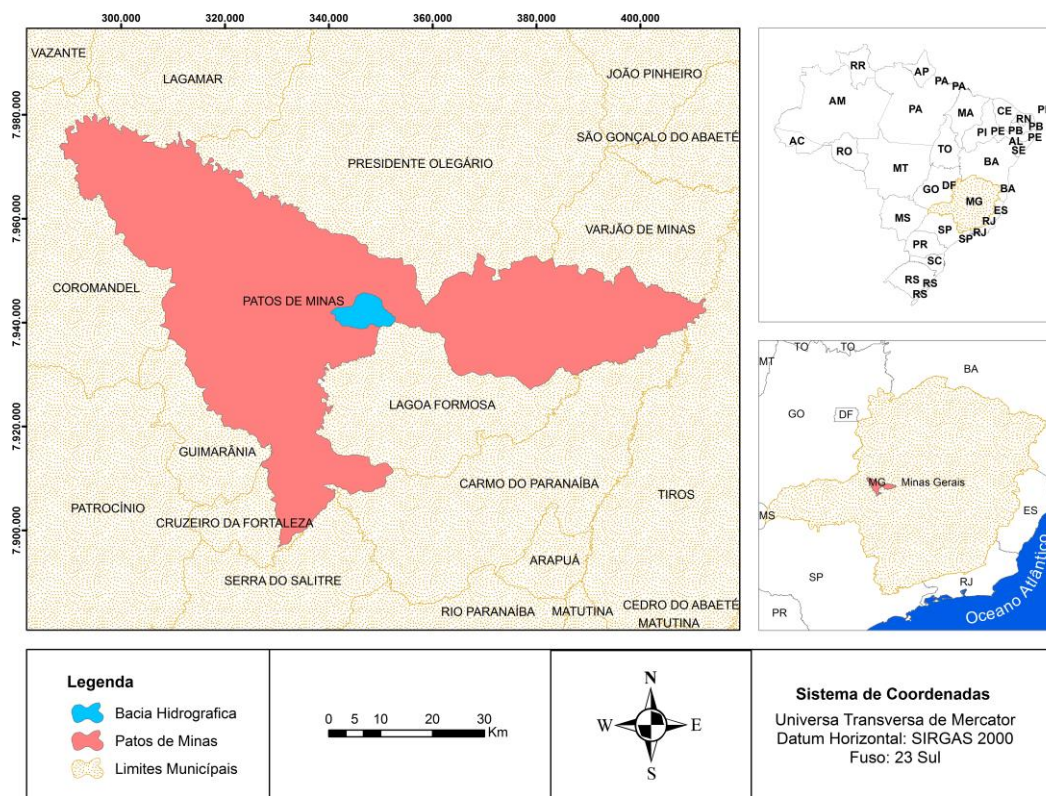 300.000 320.000 340.000 360.000 380.000 400.000
7.980.000
7.960.000
7.940.000
7.920.000
7.900.000
VAZANTE
LAGAMAR
JOÃO PINHEIRO
SÃO GONÇALO DO ABAETÉ
PRESIDENTE OLEGÁRIO
VARJÃO DE MINAS
COROMANDEL
PATOS DE MINAS
LAGOA FORMOSA
GUIMARÂNIA
CARMO DO PARANAÍBA
TIROS
PATROCÍNIO
CRUZEIRO DA FORTALEZA
ARAPUÁ
SERRA DO SALITRE
RIO PARANAÍBA
MATUTINA
CEDRO DO ABAETÉ
MATUTINA
RR
AP
PA
PA
AM
PA
MA
CE
RN
PI
PE
PB
PB
PE
AL
SE
AC
RO
TO
MT
BA
GO
DF
BA
MG
MS
ES
RJ
SP
RJ
SP
PR
SC
RS
RS
RS
MT
TO
TO
BA
GO
DF
MG
Minas Gerais
MS
ES
SP
RJ
PR
Oceano Atlântico
Legenda
Bacia Hidrografica
Patos de Minas
Limites Municípais
0 5 10 20 30
Km
N
W
E
S
Sistema de Coordenadas
Universa Transversa de Mercator
Datum Horizontal: SIRGAS 2000
Fuso: 23 Sul